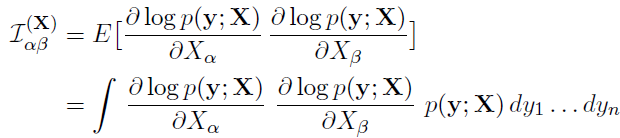 $\mathcal{I}_{\alpha\beta}^{(\mathbf{X})} = E[\frac{\partial \log p(\mathbf{y};\mathbf{X})}{\partial X_\alpha} \frac{\partial \log p(\mathbf{y};\mathbf{X})}{\partial X_\beta}]$
$= \int \frac{\partial \log p(\mathbf{y};\mathbf{X})}{\partial X_\alpha} \frac{\partial \log p(\mathbf{y};\mathbf{X})}{\partial X_\beta} p(\mathbf{y};\mathbf{X}) \, dy_1 \ldots dy_n$